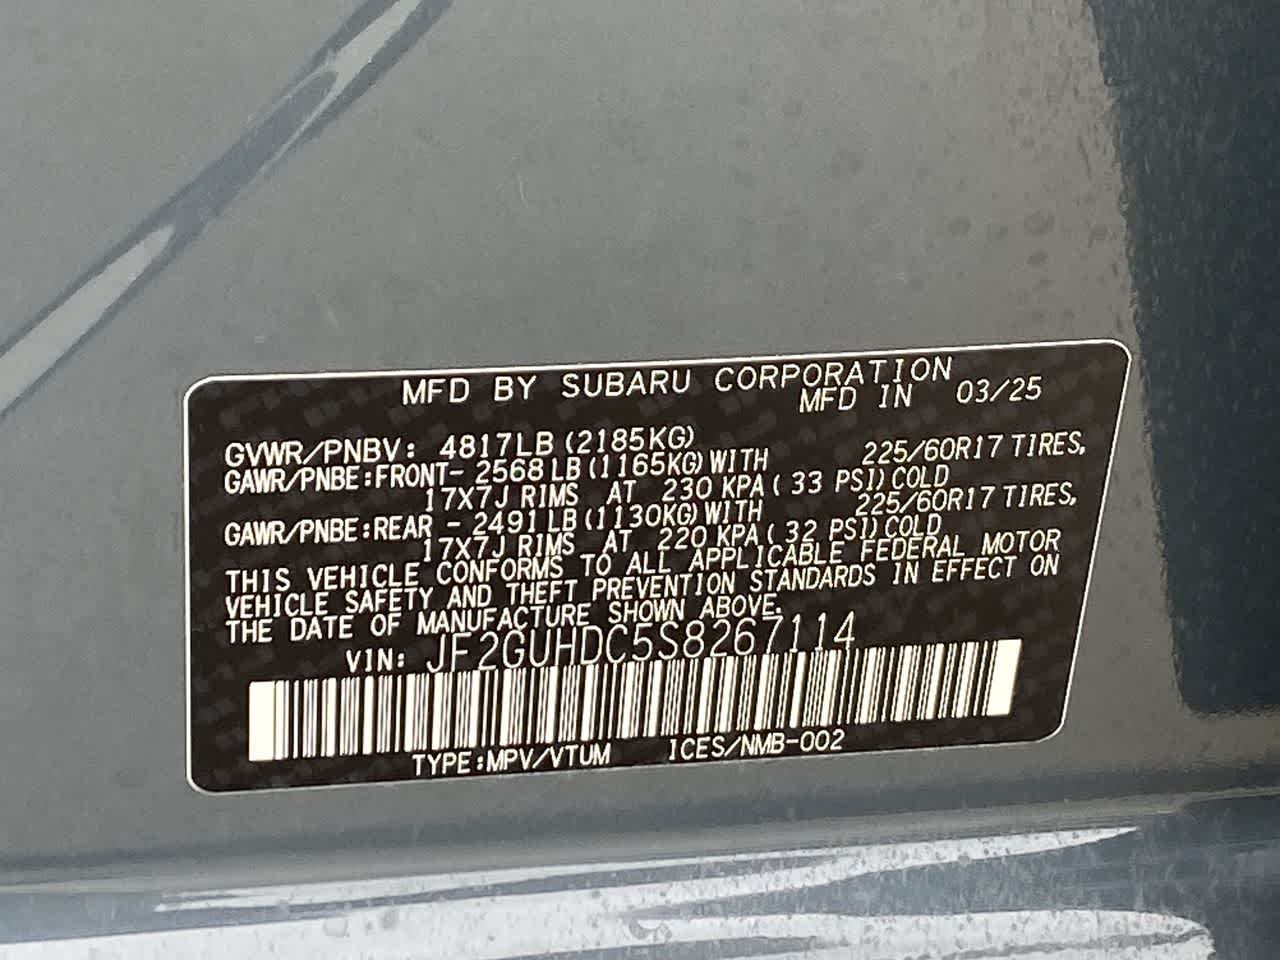 MFD BY SUBARU CORPORATION
MFD IN 03/25
GVWR/PNBV: 4817LB (2185KG)
GAWR/PNBE:FRONT- 2568LB (1165KG) WITH 225/60R17 TIRES,
17X7J RIMS AT 230 KPA ( 33 PSI) COLD
GAWR/PNBE:REAR - 2491LB (1130KG) WITH 225/60R17 TIRES,
17X7J RIMS AT 220 KPA ( 32 PSI) COLD
THIS VEHICLE CONFORMS TO ALL APPLICABLE FEDERAL MOTOR
VEHICLE SAFETY AND THEFT PREVENTION STANDARDS IN EFFECT ON
THE DATE OF MANUFACTURE SHOWN ABOVE.
VIN: JF2GUHDC5S8267114
TYPE:MPV/VTUM ICES/NMB-002